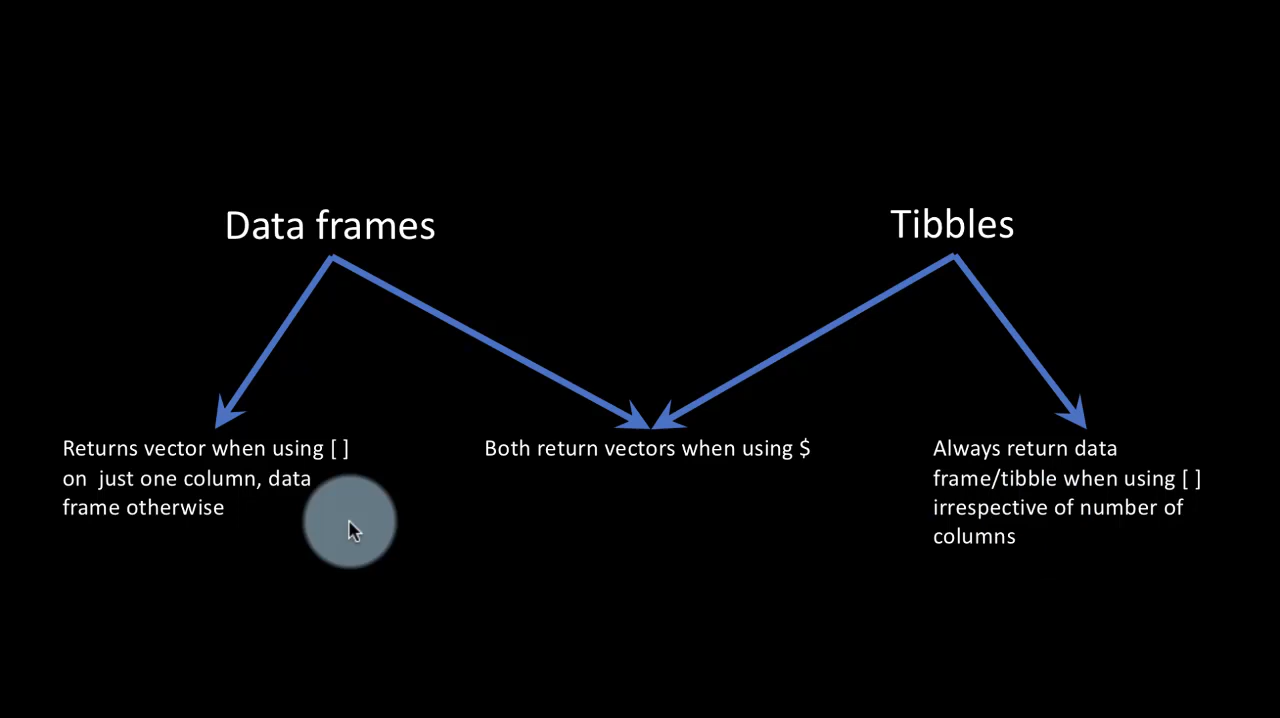 Data frames
Tibbles
Returns vector when using [ ]
on  just one column, data
frame otherwise
Both return vectors when using $
Always return data
frame/tibble when using [ ]
irrespective of number of
columns